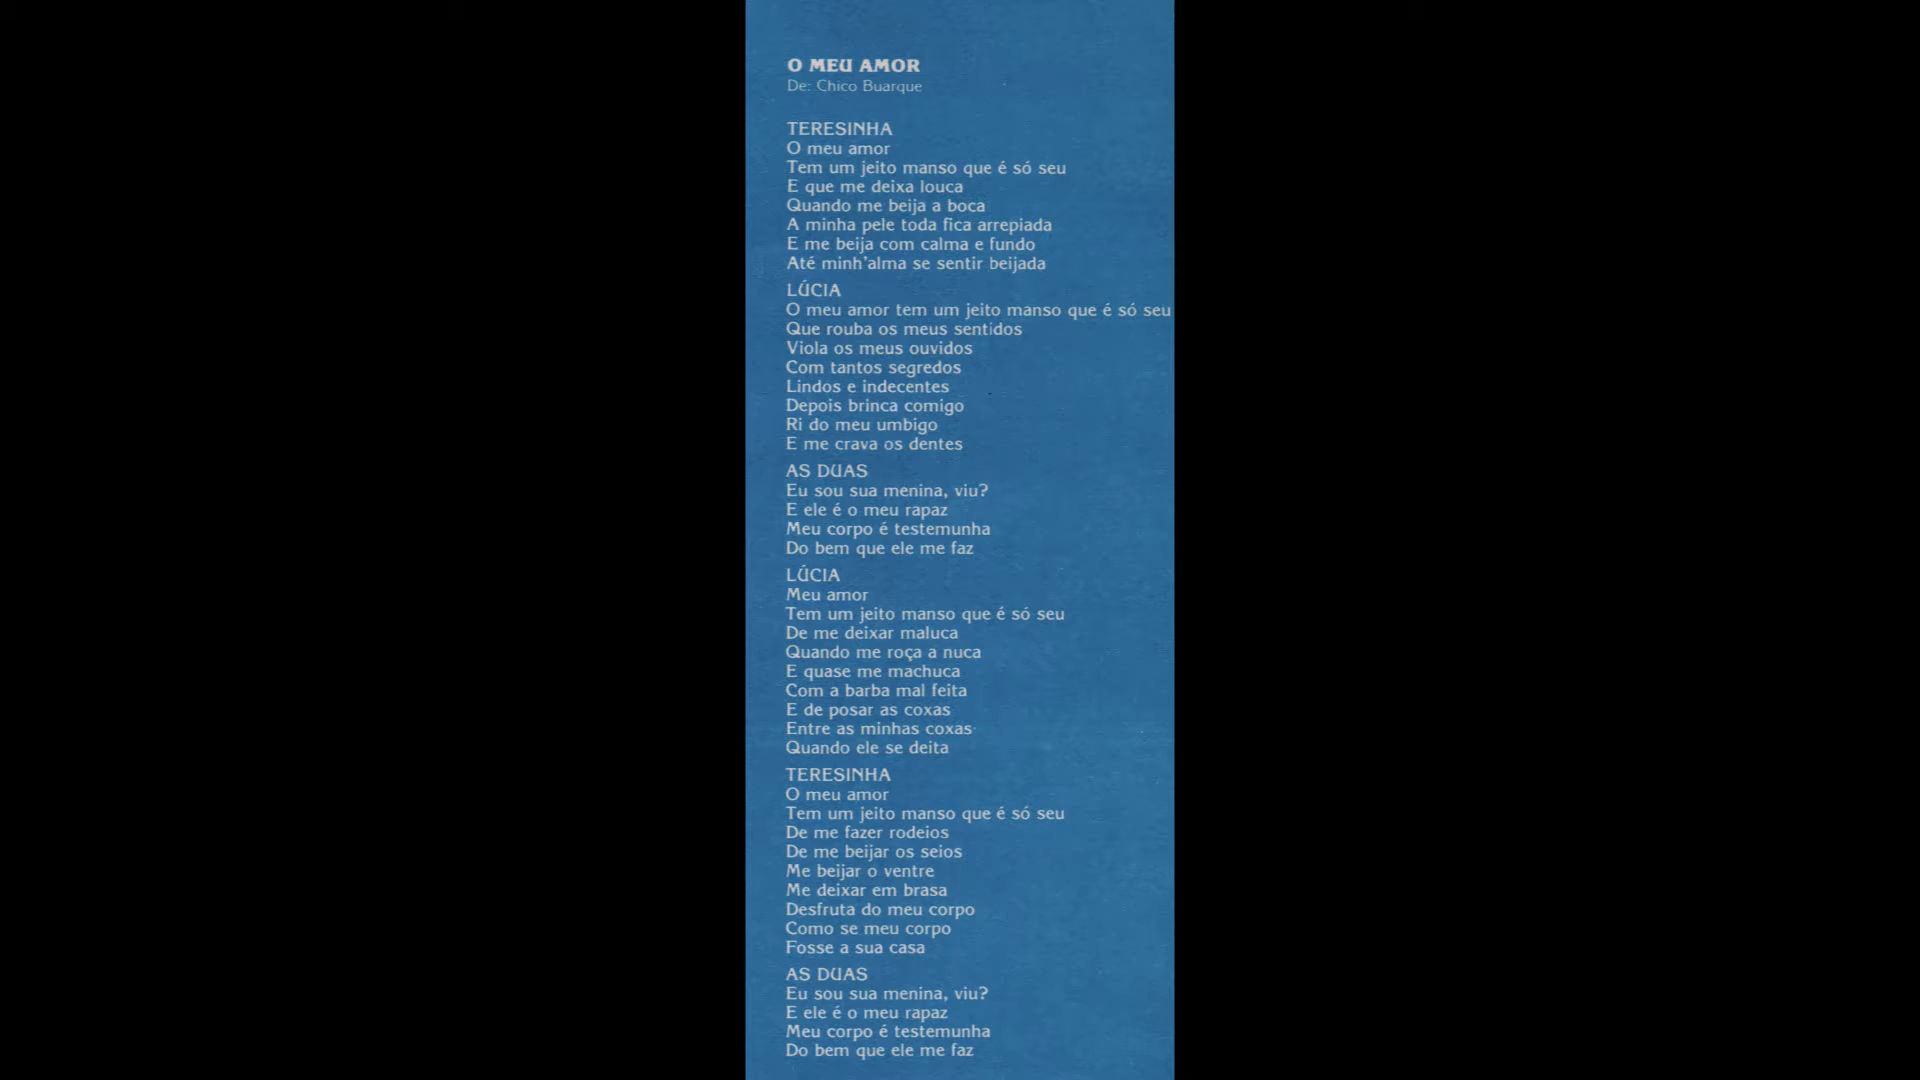 O MEU AMOR
De: Chico Buarque
TERESINHA
O meu amor
Tem um jeito manso que é só seu
E que me deixa louca
Quando me beija a boca
A minha pele toda fica arrepiada
E me beija com calma e fundo
Até minh'alma se sentir beijada
LÚCIA
O meu amor tem um jeito manso que é só seu
Que rouba os meus sentidos
Viola os meus ouvidos
Com tantos segredos
Lindos e indecentes
Depois brinca comigo
Ri do meu umbigo
E me crava os dentes
AS DUAS
Eu sou sua menina, viu?
E ele é o meu rapaz
Meu corpo é testemunha
Do bem que ele me faz
LÚCIA
Meu amor
Tem um jeito manso que é só seu
De me deixar maluca
Quando me roça a nuca
E quase me machuca
Com a barba mal feita
E de posar as coxas
Entre as minhas coxas
Quando ele se deita
TERESINHA
O meu amor
Tem um jeito manso que é só seu
De me fazer rodeios
De me beijar os seios
Me beijar o ventre
Me deixar em brasa
Desfruta do meu corpo
Como se meu corpo
Fosse a sua casa
AS DUAS
Eu sou sua menina, viu?
E ele é o meu rapaz
Meu corpo é testemunha
Do bem que ele me faz